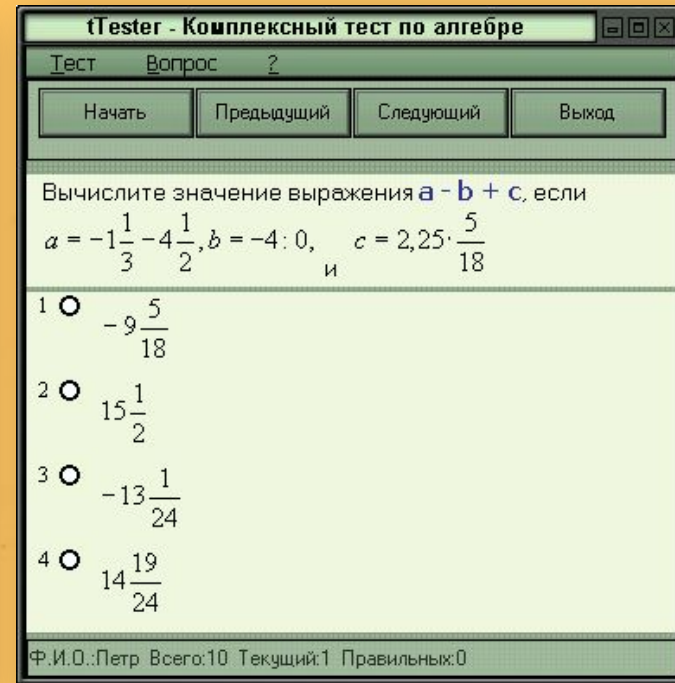 tTester - Комплексный тест по алгебре
Тест Вопрос ?
Начать Предыдущий Следующий Выход
Вычислите значение выражения a - b + c, если
a = −1 1/3 − 4 1/2, b = −4 : 0, и c = 2,25 · 5/18
1 −9 5/18
2 15 1/2
3 −13 1/24
4 14 19/24
Ф.И.О.:Петр Всего:10 Текущий:1 Правильных:0